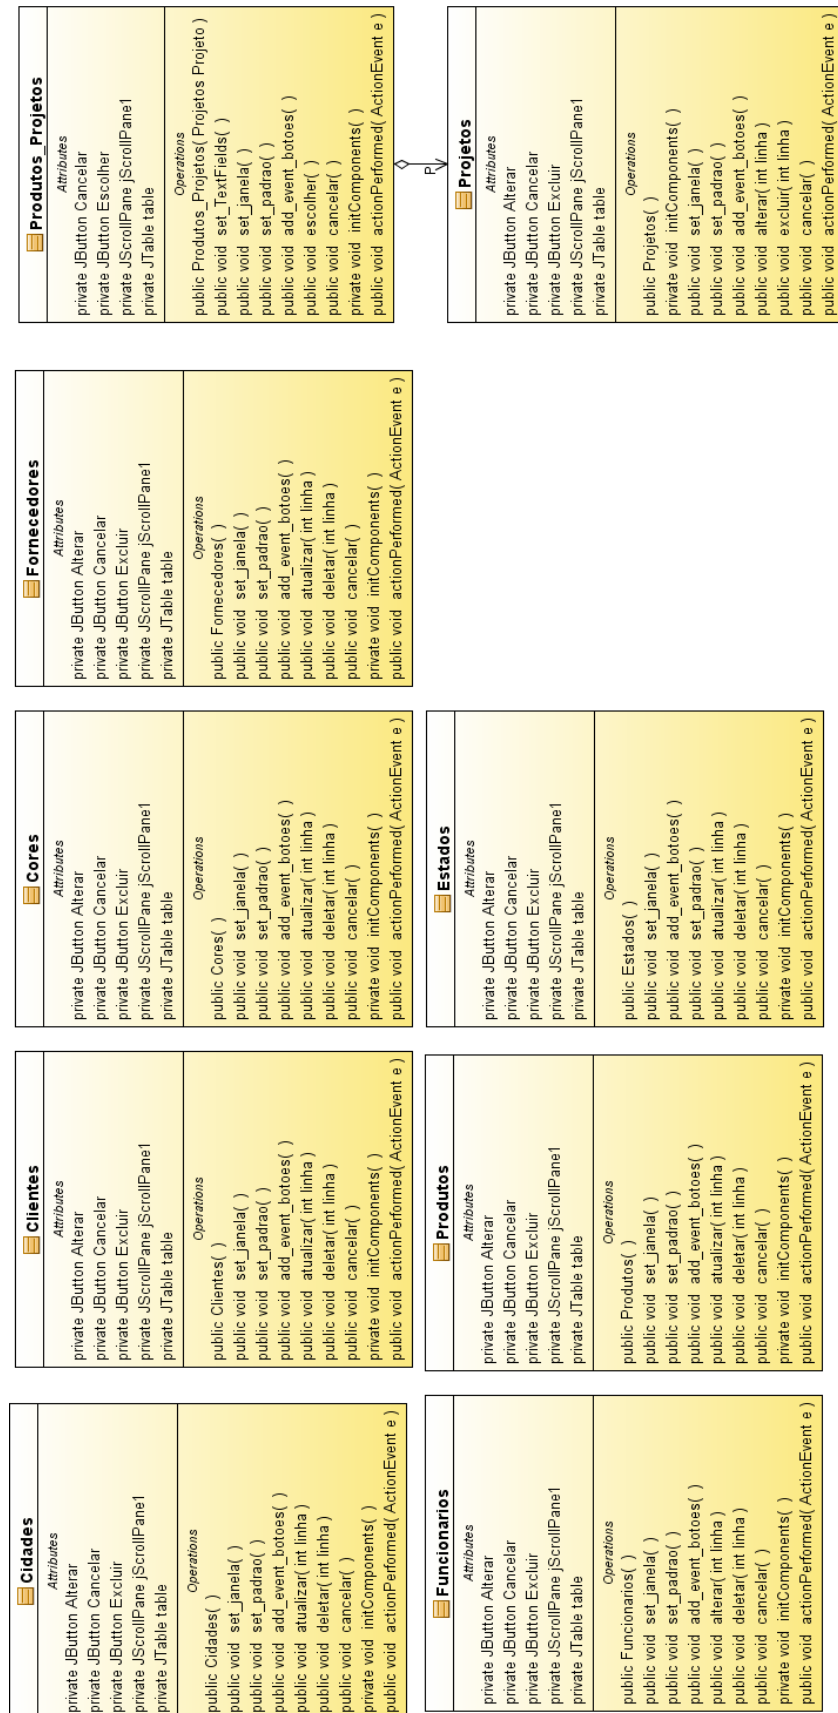 Cidades
Attributes
private JButton Alterar
private JButton Cancelar
private JButton Excluir
private JScrollPane jScrollPane1
private JTable table
Operations
public Cidades( )
public void set_janela( )
public void set_padrao( )
public void add_event_botoes( )
public void atualizar( int linha )
public void deletar( int linha )
public void cancelar( )
private void initComponents( )
public void actionPerformed( ActionEvent e )
Clientes
Attributes
private JButton Alterar
private JButton Cancelar
private JButton Excluir
private JScrollPane jScrollPane1
private JTable table
Operations
public Clientes( )
public void set_janela( )
public void set_padrao( )
public void add_event_botoes( )
public void atualizar( int linha )
public void deletar( int linha )
public void cancelar( )
private void initComponents( )
public void actionPerformed( ActionEvent e )
Cores
Attributes
private JButton Alterar
private JButton Cancelar
private JButton Excluir
private JScrollPane jScrollPane1
private JTable table
Operations
public Cores( )
public void set_janela( )
public void set_padrao( )
public void add_event_botoes( )
public void atualizar( int linha )
public void deletar( int linha )
public void cancelar( )
private void initComponents( )
public void actionPerformed( ActionEvent e )
Fornecedores
Attributes
private JButton Alterar
private JButton Cancelar
private JButton Excluir
private JScrollPane jScrollPane1
private JTable table
Operations
public Fornecedores( )
public void set_janela( )
public void set_padrao( )
public void add_event_botoes( )
public void atualizar( int linha )
public void deletar( int linha )
public void cancelar( )
private void initComponents( )
public void actionPerformed( ActionEvent e )
Produtos_Projetos
Attributes
private JButton Cancelar
private JButton Escolher
private JScrollPane jScrollPane1
private JTable table
Operations
public Produtos_Projetos( Projetos Projeto )
public void set_TextFields( )
public void set_janela( )
public void set_padrao( )
public void add_event_botoes( )
public void escolher( )
public void cancelar( )
private void initComponents( )
public void actionPerformed( ActionEvent e )
P
Funcionarios
Attributes
private JButton Alterar
private JButton Cancelar
private JButton Excluir
private JScrollPane jScrollPane1
private JTable table
Operations
public Funcionarios( )
public void set_janela( )
public void set_padrao( )
public void add_event_botoes( )
public void alterar( int linha )
public void deletar( int linha )
public void cancelar( )
private void initComponents( )
public void actionPerformed( ActionEvent e )
Produtos
Attributes
private JButton Alterar
private JButton Cancelar
private JButton Excluir
private JScrollPane jScrollPane1
private JTable table
Operations
public Produtos( )
public void set_janela( )
public void set_padrao( )
public void add_event_botoes( )
public void atualizar( int linha )
public void deletar( int linha )
public void cancelar( )
private void initComponents( )
public void actionPerformed( ActionEvent e )
Estados
Attributes
private JButton Alterar
private JButton Cancelar
private JButton Excluir
private JScrollPane jScrollPane1
private JTable table
Operations
public Estados( )
public void set_janela( )
public void add_event_botoes( )
public void set_padrao( )
public void atualizar( int linha )
public void deletar( int linha )
public void cancelar( )
private void initComponents( )
public void actionPerformed( ActionEvent e )
Projetos
Attributes
private JButton Alterar
private JButton Cancelar
private JButton Excluir
private JScrollPane jScrollPane1
private JTable table
Operations
public Projetos( )
private void initComponents( )
public void set_janela( )
public void set_padrao( )
public void add_event_botoes( )
public void alterar( int linha )
public void excluir( int linha )
public void cancelar( )
public void actionPerformed( ActionEvent e )